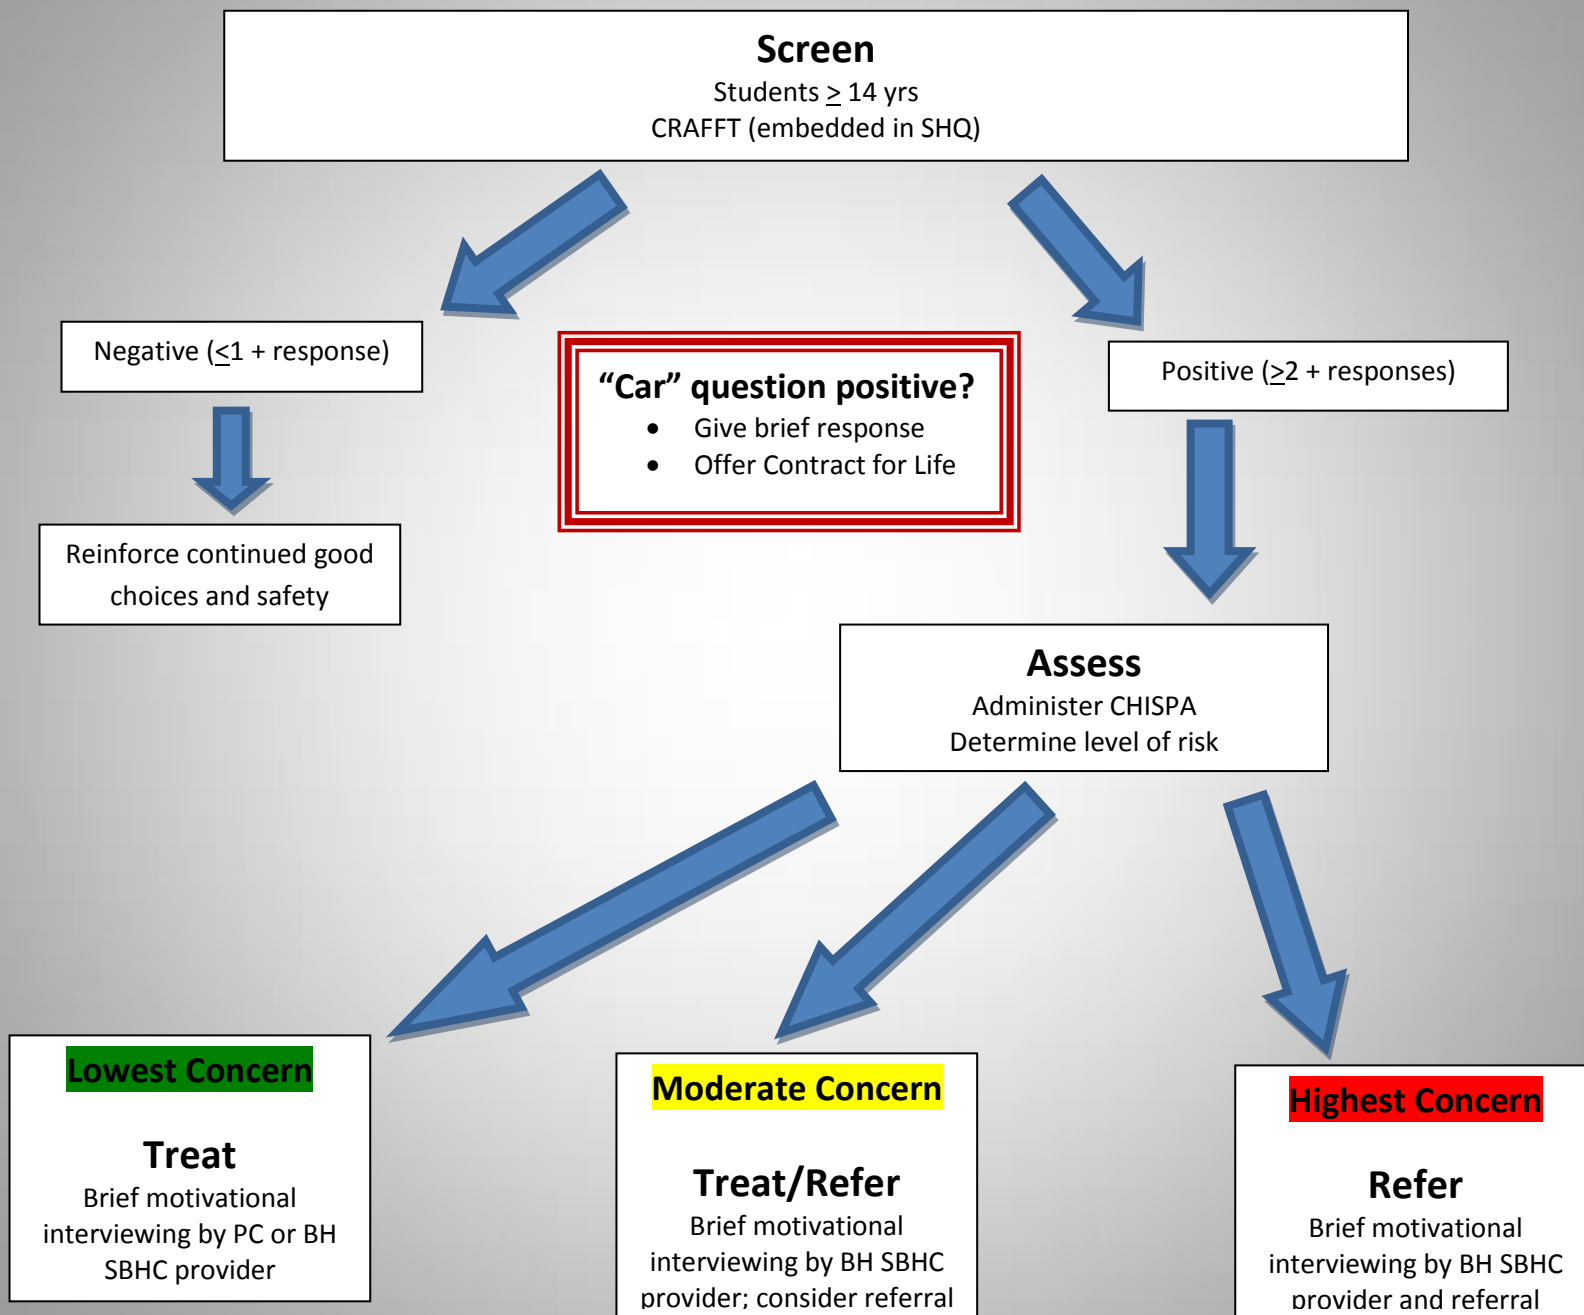 Screen
Students ≥ 14 yrs
CRAFFT (embedded in SHQ)
Negative (≤1 + response)
“Car” question positive?
• Give brief response
• Offer Contract for Life
Positive (≥2 + responses)
Reinforce continued good
choices and safety
Assess
Administer CHISPA
Determine level of risk
Lowest Concern
Treat
Brief motivational
interviewing by PC or BH
SBHC provider
Moderate Concern
Treat/Refer
Brief motivational
interviewing by BH SBHC
provider; consider referral
Highest Concern
Refer
Brief motivational
interviewing by BH SBHC
provider and referral